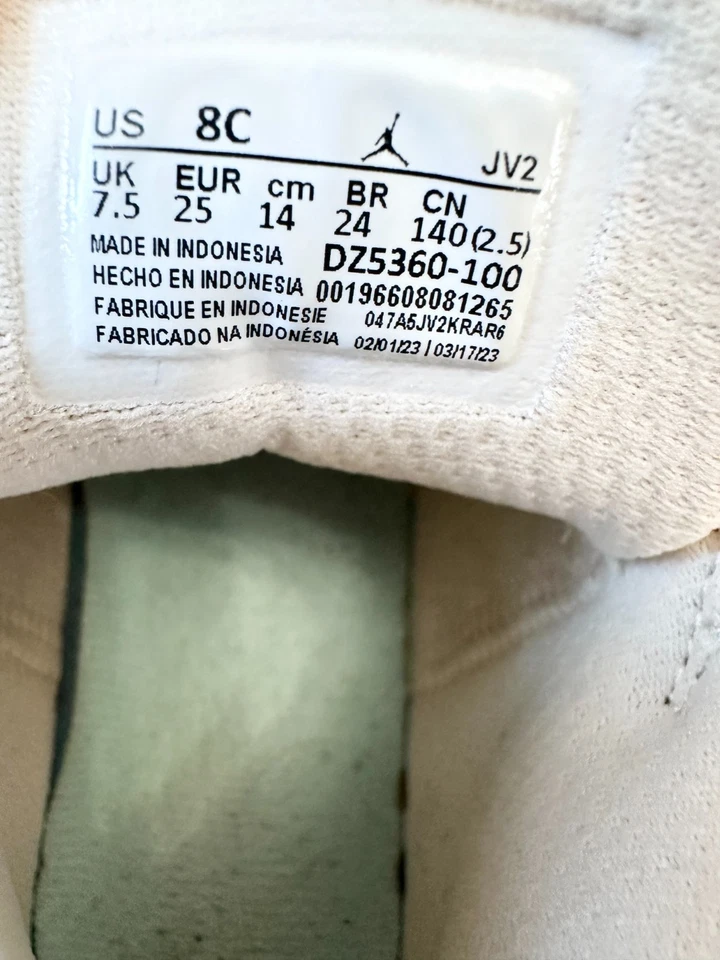 US 8C JV2
UK EUR cm BR CN
7.5 25 14 24 140(2.5)
MADE IN INDONESIA DZ5360-100
HECHO EN INDONESIA 00196608081265
FABRIQUE EN INDONESIE 047A5JV2KRAR6
FABRICADO NA INDONÉSIA 02/01/23 | 03/17/23